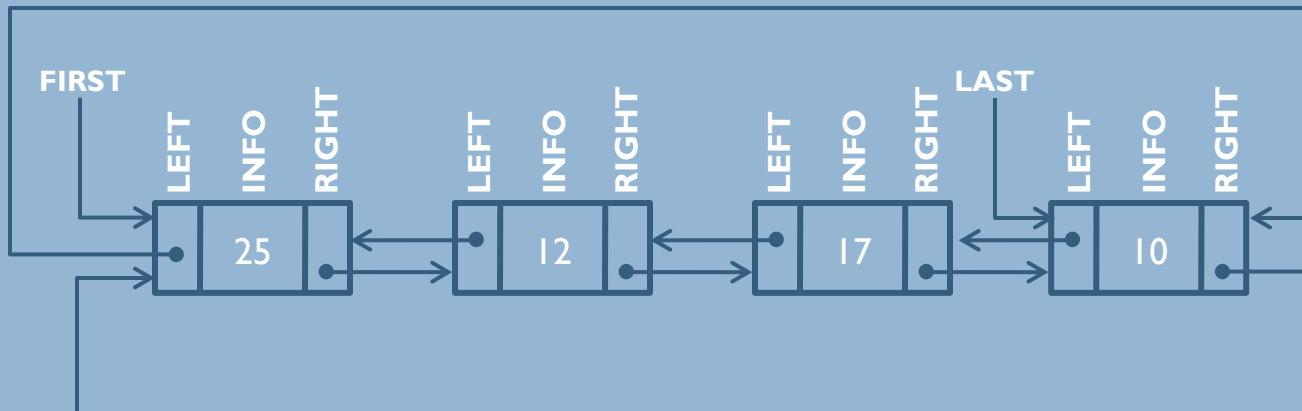 FIRST
LAST
LEFT INFO RIGHT
LEFT INFO RIGHT
LEFT INFO RIGHT
LEFT INFO RIGHT
25
12
17
10